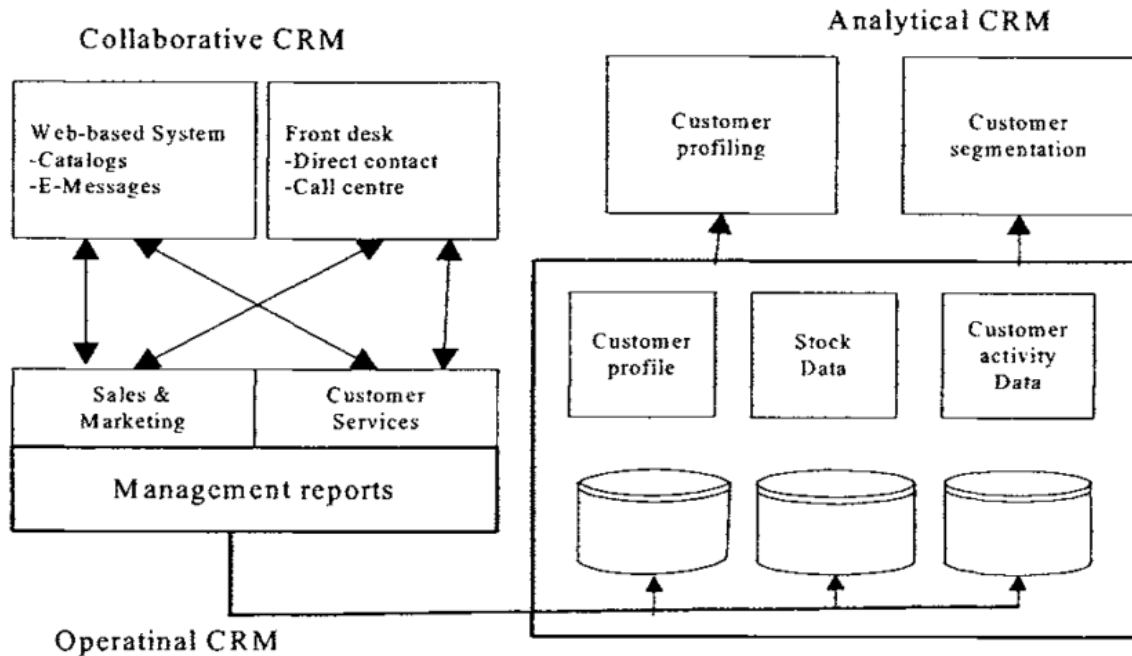 Collaborative CRM
Analytical CRM
Web-based System
-Catalogs
-E-Messages
Front desk
-Direct contact
-Call centre
Customer
profiling
Customer
segmentation
Customer
profile
Stock
Data
Customer
activity
Data
Sales &
Marketing
Customer
Services
Management reports
Operatinal CRM